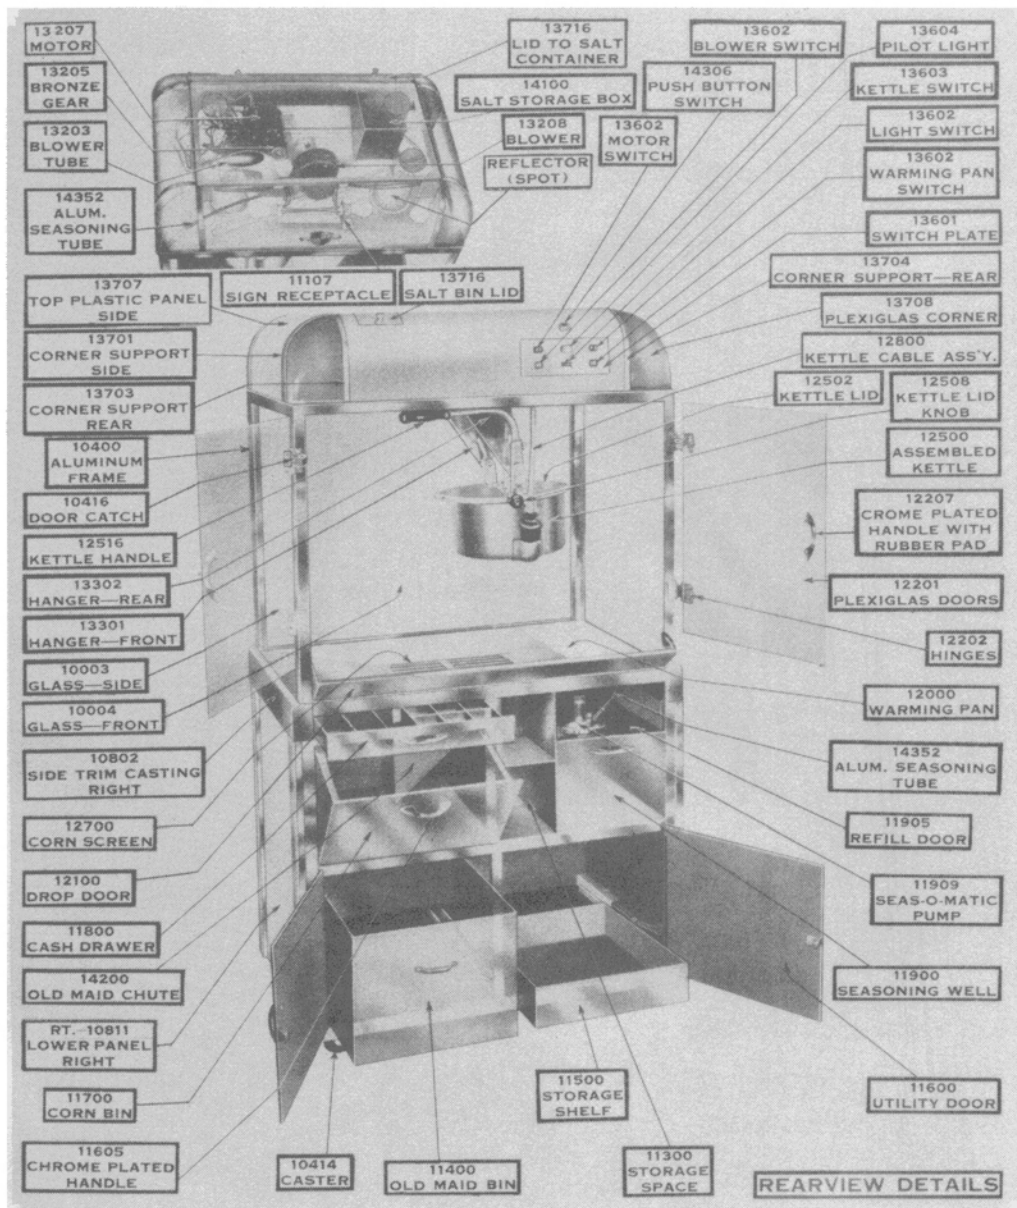 13207
MOTOR
13205
BRONZE
GEAR
13203
BLOWER
TUBE
14352
ALUM.
SEASONING
TUBE
13716
LID TO SALT
CONTAINER
14100
SALT STORAGE BOX
13208
BLOWER
REFLECTOR
(SPOT)
13602
MOTOR
SWITCH
13602
BLOWER SWITCH
14306
PUSH BUTTON
SWITCH
13604
PILOT LIGHT
13603
KETTLE SWITCH
13602
LIGHT SWITCH
13602
WARMING PAN
SWITCH
13601
SWITCH PLATE
13704
CORNER SUPPORT—REAR
13708
PLEXIGLAS CORNER
12800
KETTLE CABLE ASS'Y.
12502
KETTLE LID
12508
KETTLE LID
KNOB
12500
ASSEMBLED
KETTLE
12207
CROME PLATED
HANDLE WITH
RUBBER PAD
12201
PLEXIGLAS DOORS
12202
HINGES
12000
WARMING PAN
14352
ALUM. SEASONING
TUBE
11905
REFILL DOOR
11909
SEAS-O-MATIC
PUMP
11900
SEASONING WELL
11600
UTILITY DOOR
11107
SIGN RECEPTACLE
13716
SALT BIN LID
13707
TOP PLASTIC PANEL
SIDE
13701
CORNER SUPPORT
SIDE
13703
CORNER SUPPORT
REAR
10400
ALUMINUM
FRAME
10416
DOOR CATCH
12516
KETTLE HANDLE
13302
HANGER—REAR
13301
HANGER—FRONT
10003
GLASS—SIDE
10004
GLASS—FRONT
10802
SIDE TRIM CASTING
RIGHT
12700
CORN SCREEN
12100
DROP DOOR
11800
CASH DRAWER
14200
OLD MAID CHUTE
RT.-10811
LOWER PANEL
RIGHT
11700
CORN BIN
11605
CHROME PLATED
HANDLE
10414
CASTER
11400
OLD MAID BIN
11500
STORAGE
SHELF
11300
STORAGE
SPACE
REARVIEW DETAILS